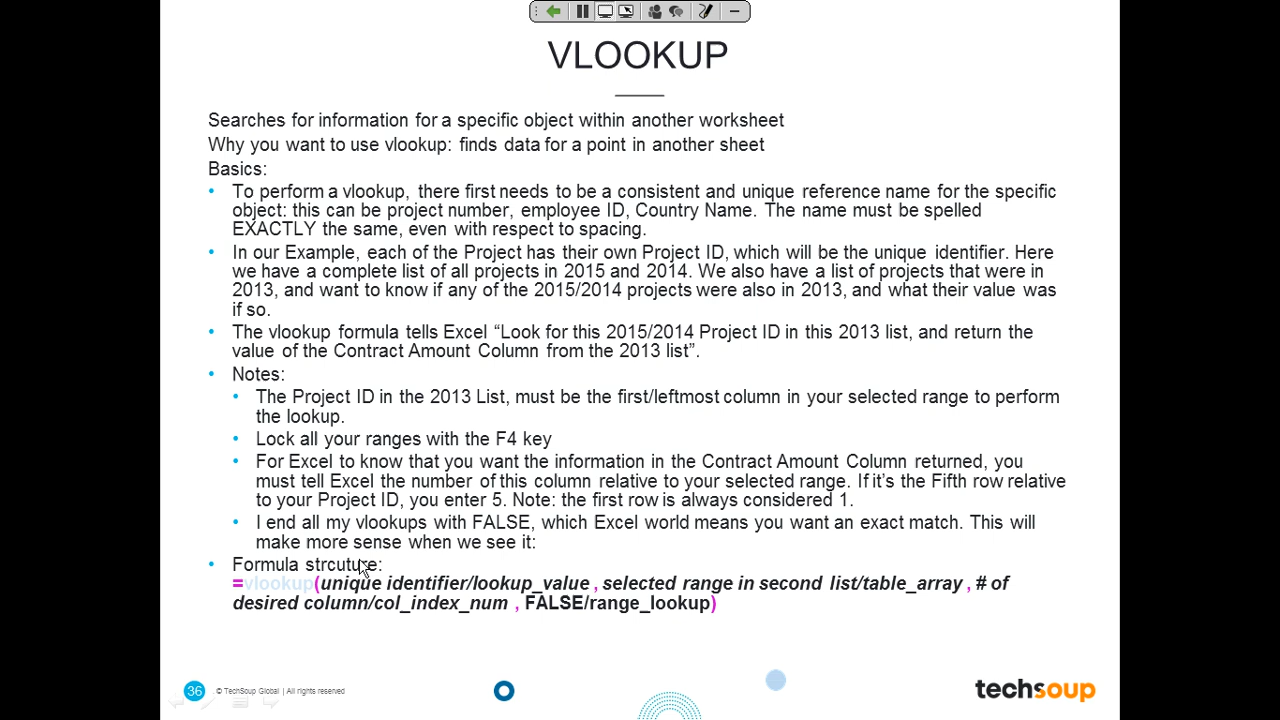 VLOOKUP
Searches for information for a specific object within another worksheet
Why you want to use vlookup: finds data for a point in another sheet
Basics:
• To perform a vlookup, there first needs to be a consistent and unique reference name for the specific
object: this can be project number, employee ID, Country Name. The name must be spelled
EXACTLY the same, even with respect to spacing.
• In our Example, each of the Project has their own Project ID, which will be the unique identifier. Here
we have a complete list of all projects in 2015 and 2014. We also have a list of projects that were in
2013, and want to know if any of the 2015/2014 projects were also in 2013, and what their value was
if so.
• The vlookup formula tells Excel “Look for this 2015/2014 Project ID in this 2013 list, and return the
value of the Contract Amount Column from the 2013 list”.
• Notes:
• The Project ID in the 2013 List, must be the first/leftmost column in your selected range to perform
the lookup.
• Lock all your ranges with the F4 key
• For Excel to know that you want the information in the Contract Amount Column returned, you
must tell Excel the number of this column relative to your selected range. If it's the Fifth row relative
to your Project ID, you enter 5. Note: the first row is always considered 1.
• I end all my vlookups with FALSE, which Excel world means you want an exact match. This will
make more sense when we see it:
• Formula strcuture:
=vlookup(unique identifier/lookup_value , selected range in second list/table_array , # of
desired column/col_index_num , FALSE/range_lookup)
36 © TechSoup Global | All rights reserved
techsoup